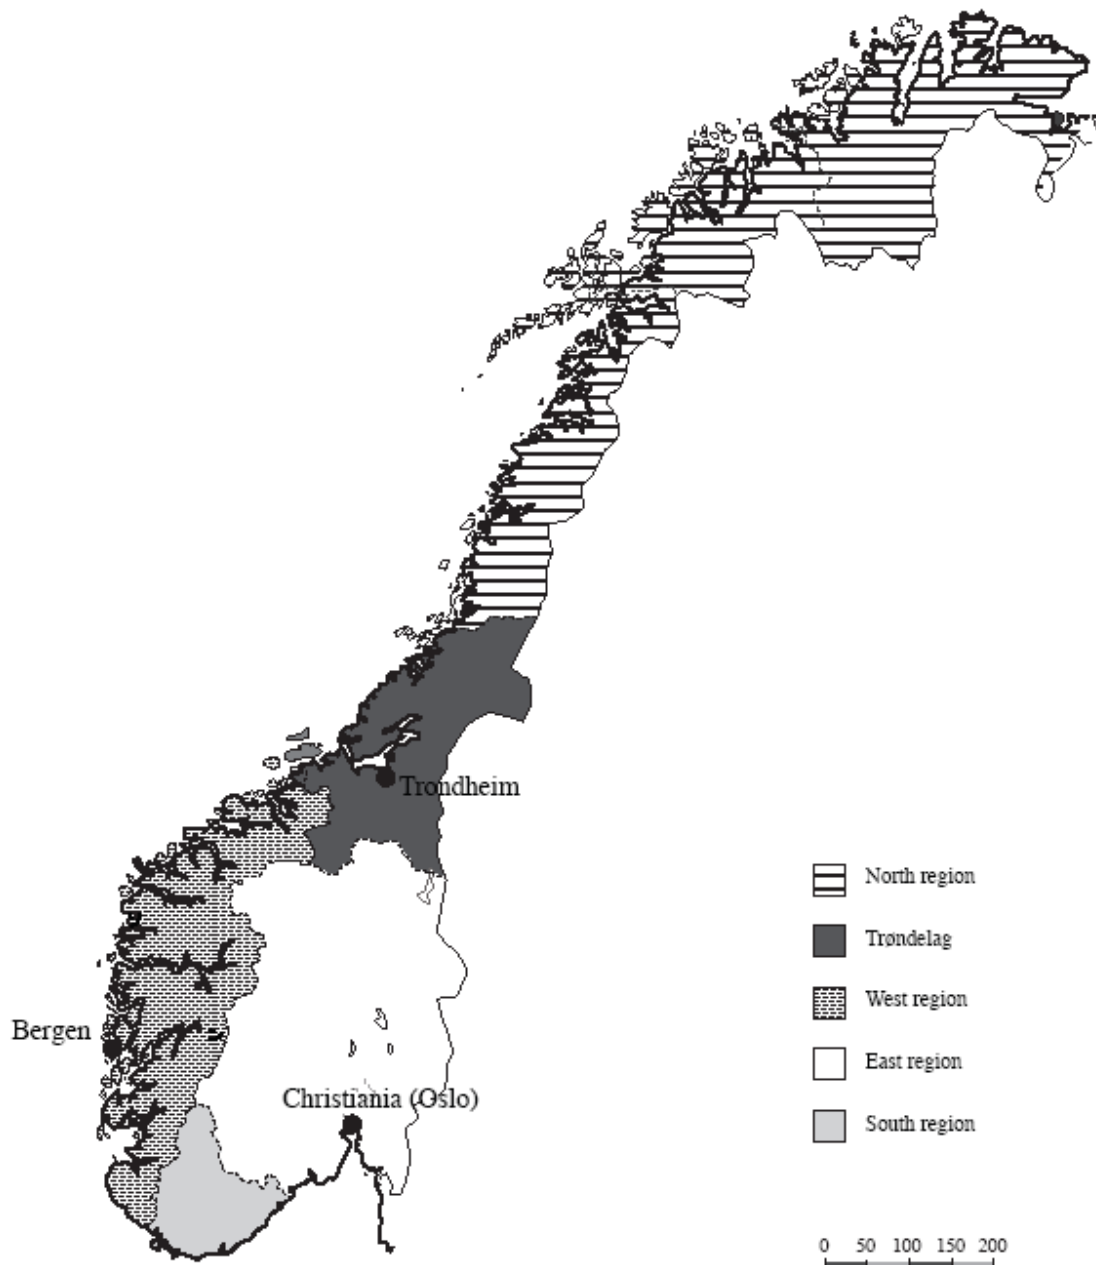 Trondheim
North region
Trøndelag
West region
Bergen
East region
Christiania (Oslo)
South region
0 50 100 150 200